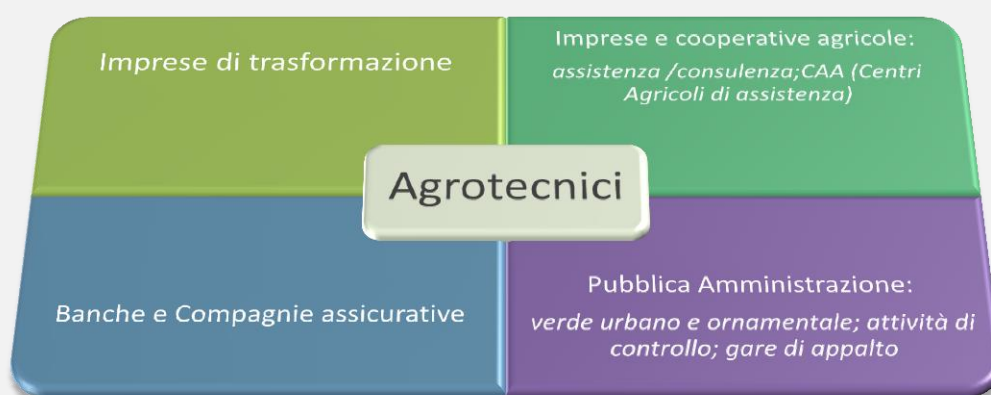 Imprese di trasformazione
Imprese e cooperative agricole:
assistenza /consulenza;CAA (Centri
Agricoli di assistenza)
Agrotecnici
Banche e Compagnie assicurative
Pubblica Amministrazione:
verde urbano e ornamentale; attività di
controllo; gare di appalto